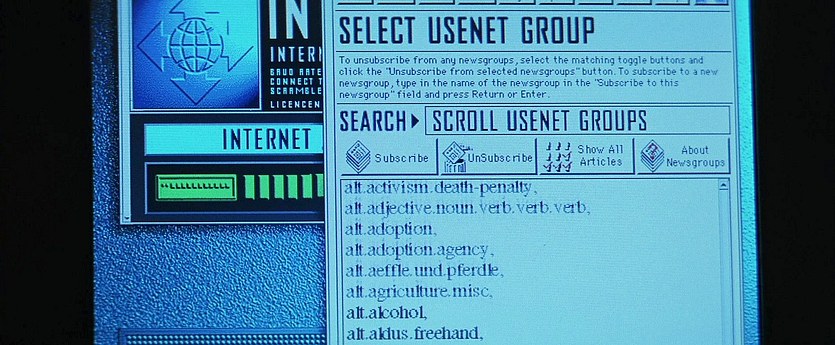 IN
INTERN
BAUD RATE
CONNECT T
SCRAMBLE
LICENCEN
INTERNET
SELECT USENET GROUP
To unsubscribe from any newsgroups, select the matching toggle buttons and
click the "Unsubscribe from selected newsgroups" button. To subscribe to a new
newsgroup, type in the name of the newsgroup in the "Subscribe to this
newsgroup" field and press Return or Enter.
SEARCH SCROLL USENET GROUPS
Subscribe UnSubscribe Show All Articles About Newsgroups
alt.activism.death-penalty,
alt.adjective.noun.verb.verb.verb,
alt.adoption,
alt.adoption.agency,
alt.aeffle.und.pferdle,
alt.agriculture.misc,
alt.alcohol,
alt.aldus.freehand,